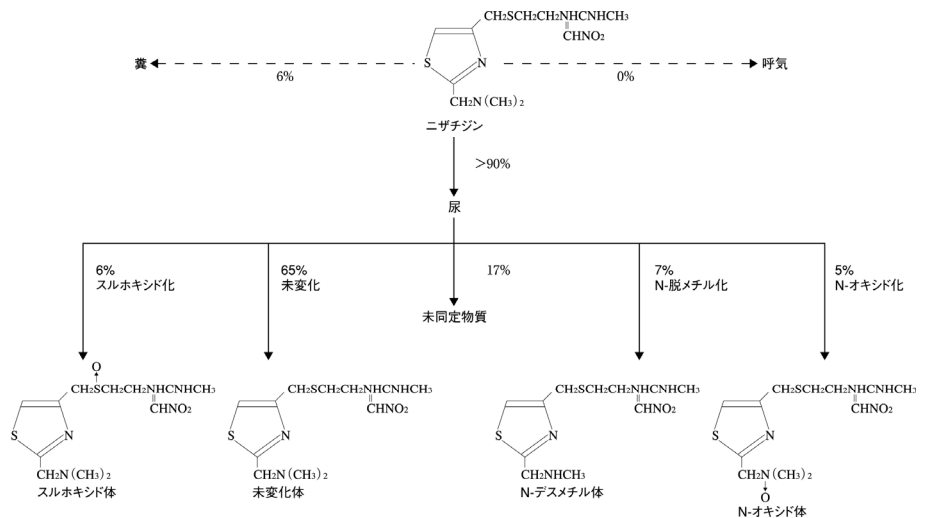 CH2SCH2CH2NHCNHCH3
CHNO2
S
N
CH2N(CH3)2
ニザチジン
糞
6%
0%
呼気
>90%
尿
6%
スルホキシド化
65%
未変化
17%
未同定物質
7%
N-脱メチル化
5%
N-オキシド化
O
CH2SCH2CH2NHCNHCH3
CHNO2
S
N
CH2N(CH3)2
スルホキシド体
CH2SCH2CH2NHCNHCH3
CHNO2
S
N
CH2N(CH3)2
未変化体
CH2SCH2CH2NHCNHCH3
CHNO2
S
N
CH2NHCH3
N-デスメチル体
CH2SCH2CH2NHCNHCH3
CHNO2
S
N
CH2N(CH3)2
O
N-オキシド体